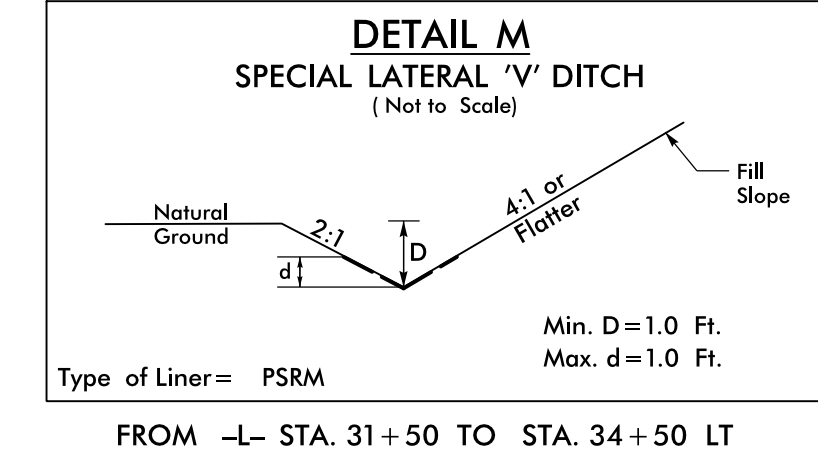 DETAIL M
SPECIAL LATERAL 'V' DITCH
( Not to Scale)
Natural
Ground
2:1
D
d
4:1 or
Flatter
Fill
Slope
Min. D=1.0 Ft.
Max. d=1.0 Ft.
Type of Liner= PSRM
FROM -L- STA. 31+50 TO STA. 34+50 LT